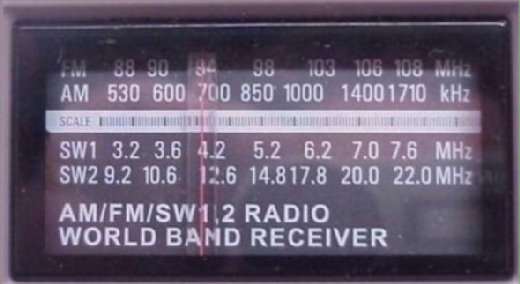 FM 88 90 94 98 103 106 108 MHz
AM 530 600 700 850 1000 1400 1710 kHz
SCALE
SW1 3.2 3.6 4.2 5.2 6.2 7.0 7.6 MHz
SW2 9.2 10.6 12.6 14.8 17.8 20.0 22.0 MHz
AM/FM/SW1,2 RADIO
WORLD BAND RECEIVER